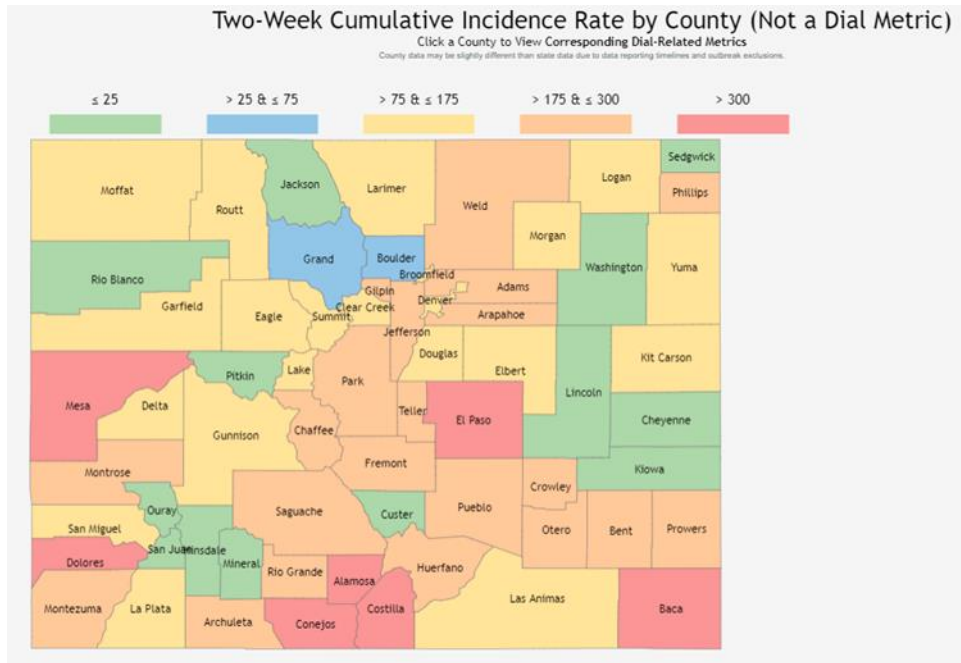 Two-Week Cumulative Incidence Rate by County (Not a Dial Metric)
Click a County to View Corresponding Dial-Related Metrics
County data may be slightly different than state data due to data reporting timelines and outbreak exclusions.
≤ 25
> 25 & ≤ 75
> 75 & ≤ 175
> 175 & ≤ 300
> 300
Sedgwick
Moffat
Jackson
Larimer
Logan
Phillips
Routt
Weld
Morgan
Rio Blanco
Grand
Boulder
Washington
Yuma
Broomfield
Gilpin
Adams
Garfield
Clear Creek
Denver
Eagle
Summit
Arapahoe
Jefferson
Douglas
Kit Carson
Pitkin
Lake
Elbert
Park
Lincoln
Mesa
Delta
Teller
El Paso
Cheyenne
Gunnison
Chaffee
Fremont
Montrose
Kiowa
Crowley
Ouray
Saguache
Custer
Pueblo
San Miguel
Otero
Bent
Prowers
San Juan
Hinsdale
Dolores
Mineral
Rio Grande
Huerfano
Alamosa
Montezuma
La Plata
Las Animas
Baca
Archuleta
Conejos
Costilla